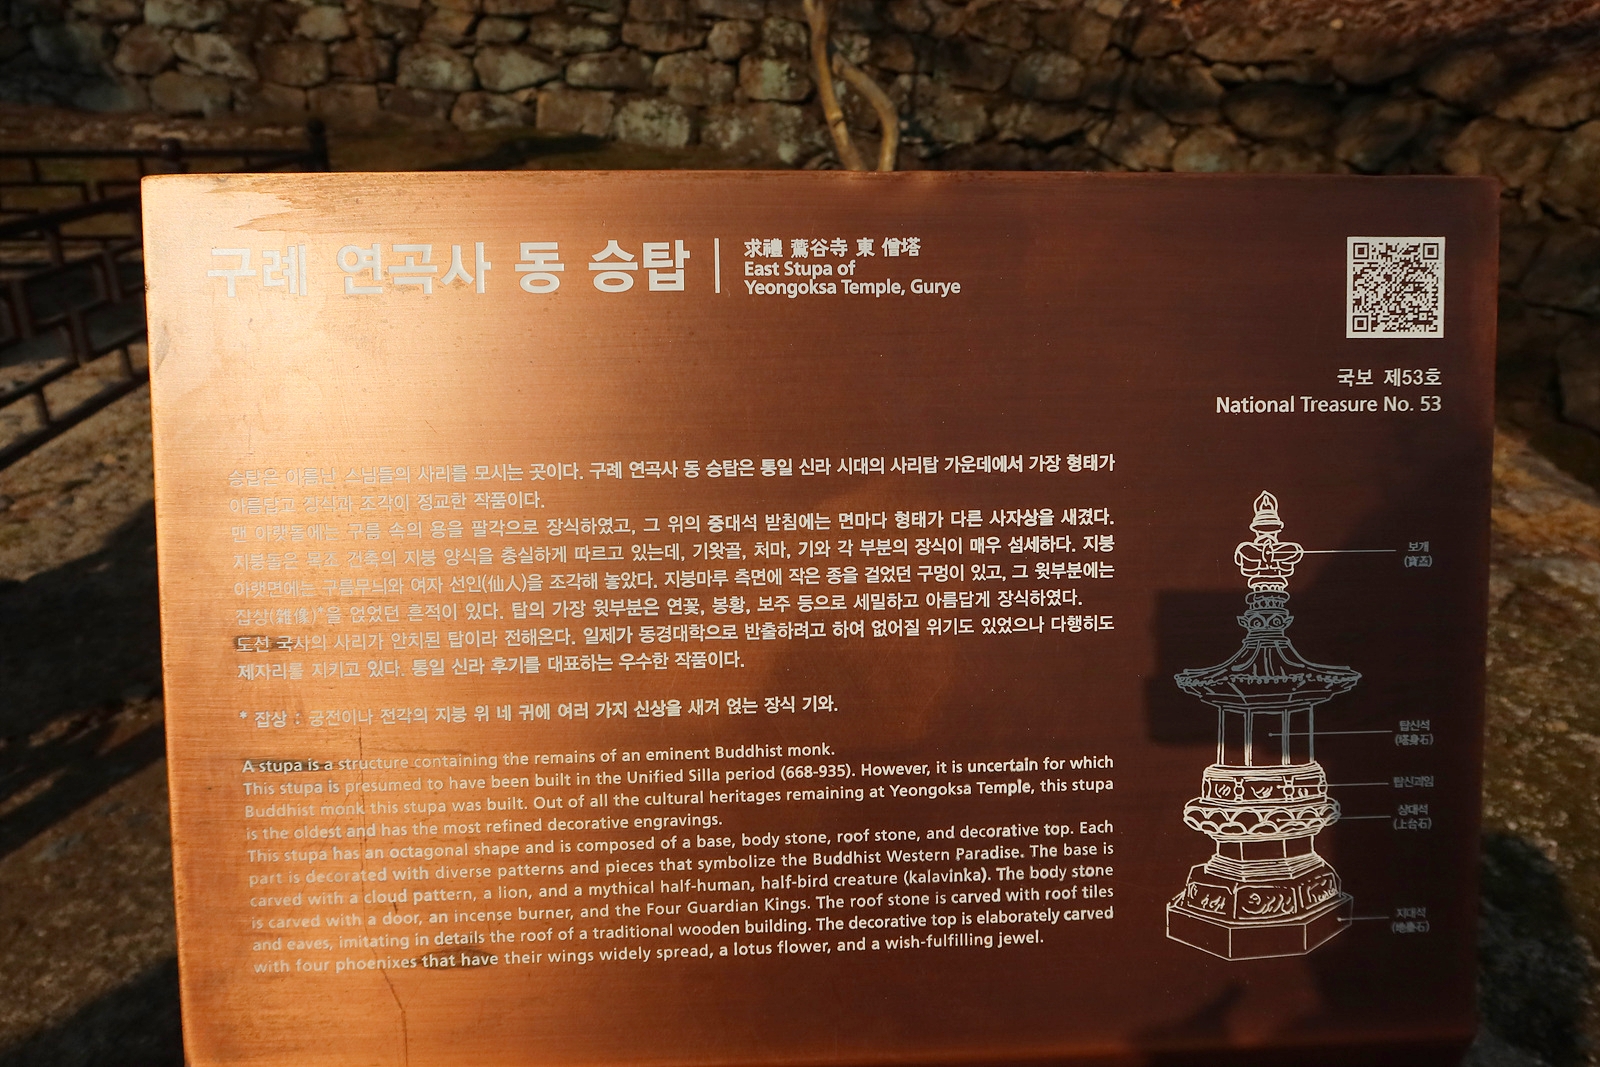 구례 연곡사 동 승탑
求禮 鷰谷寺 東 僧塔
East Stupa of
Yeongoksa Temple, Gurye
국보 제53호
National Treasure No. 53
승탑은 이름난 스님들의 사리를 모시는 곳이다. 구례 연곡사 동 승탑은 통일 신라 시대의 사리탑 가운데에서 가장 형태가
아름답고 장식과 조각이 정교한 작품이다.
맨 아랫돌에는 구름 속의 용을 팔각으로 장식하였고, 그 위의 중대석 받침에는 면마다 형태가 다른 사자상을 새겼다.
지붕돌은 목조 건축의 지붕 양식을 충실하게 따르고 있는데, 기왓골, 처마, 기와 각 부분의 장식이 매우 섬세하다. 지붕
아랫면에는 구름무늬와 여자 선인(仙人)을 조각해 놓았다. 지붕마루 측면에 작은 종을 걸었던 구멍이 있고, 그 윗부분에는
잡상(雜像)*을 얹었던 흔적이 있다. 탑의 가장 윗부분은 연꽃, 봉황, 보주 등으로 세밀하고 아름답게 장식하였다.
도선 국사의 사리가 안치된 탑이라 전해온다. 일제가 동경대학으로 반출하려고 하여 없어질 위기도 있었으나 다행히도
제자리를 지키고 있다. 통일 신라 후기를 대표하는 우수한 작품이다.
* 잡상 : 궁전이나 전각의 지붕 위 네 귀에 여러 가지 신상을 새겨 얹는 장식 기와.
A stupa is a structure containing the remains of an eminent Buddhist monk.
This stupa is presumed to have been built in the Unified Silla period (668-935). However, it is uncertain for which
Buddhist monk this stupa was built. Out of all the cultural heritages remaining at Yeongoksa Temple, this stupa
is the oldest and has the most refined decorative engravings.
This stupa has an octagonal shape and is composed of a base, body stone, roof stone, and decorative top. Each
part is decorated with diverse patterns and pieces that symbolize the Buddhist Western Paradise. The base is
carved with a cloud pattern, a lion, and a mythical half-human, half-bird creature (kalavinka). The body stone
is carved with a door, an incense burner, and the Four Guardian Kings. The roof stone is carved with roof tiles
and eaves, imitating in details the roof of a traditional wooden building. The decorative top is elaborately carved
with four phoenixes that have their wings widely spread, a lotus flower, and a wish-fulfilling jewel.
보개
탑신석
(塔身石)
탑신괴임
상대석
(上台石)
지대석